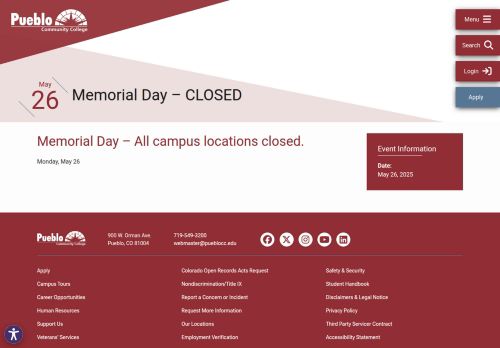 Pueblo
Community College
Menu
Search
Login
Apply
May
26
Memorial Day – CLOSED
Memorial Day – All campus locations closed.
Monday, May 26
Event Information
Date:
May 26, 2025
Pueblo
Community College
900 W. Orman Ave.
Pueblo, CO 81004
719-549-3200
webmaster@pueblocc.edu
Apply
Campus Tours
Career Opportunities
Human Resources
Support Us
Veterans' Services
Colorado Open Records Acts Request
Nondiscrimination/Title IX
Report a Concern or Incident
Request More Information
Our Locations
Employment Verification
Safety & Security
Student Handbook
Disclaimers & Legal Notice
Privacy Policy
Third Party Servicer Contract
Accessibility Statement